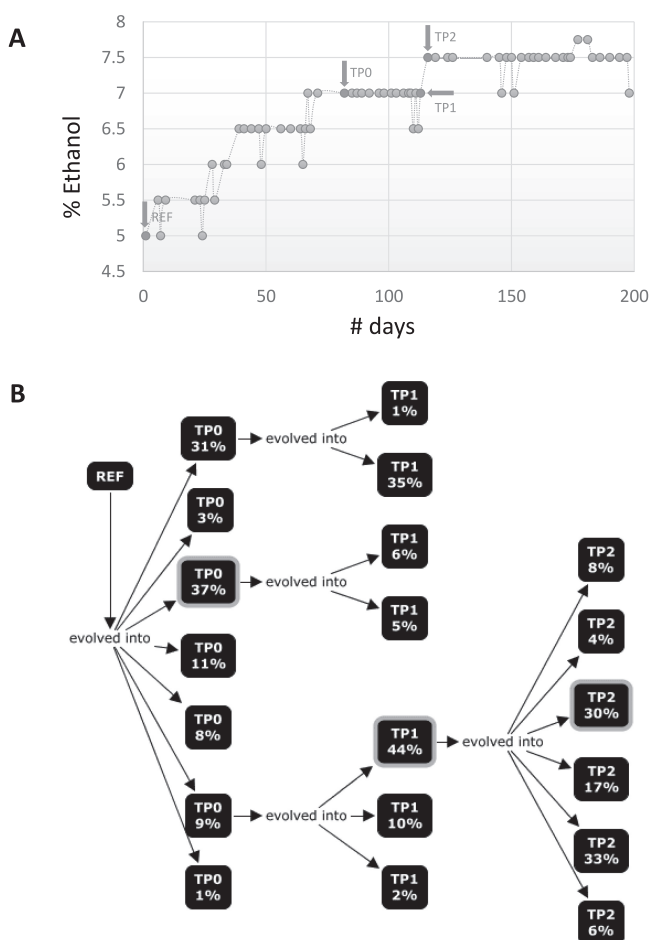 A
8
7.5
7
6.5
6
5.5
5
4.5
% Ethanol
REF
TP0
TP2
TP1
0
50
100
150
200
# days
B
REF
evolved into
TP0
31%
TP0
3%
TP0
37%
TP0
11%
TP0
8%
TP0
9%
TP0
1%
evolved into
evolved into
evolved into
TP1
1%
TP1
35%
TP1
6%
TP1
5%
TP1
44%
TP1
10%
TP1
2%
evolved into
TP2
8%
TP2
4%
TP2
30%
TP2
17%
TP2
33%
TP2
6%